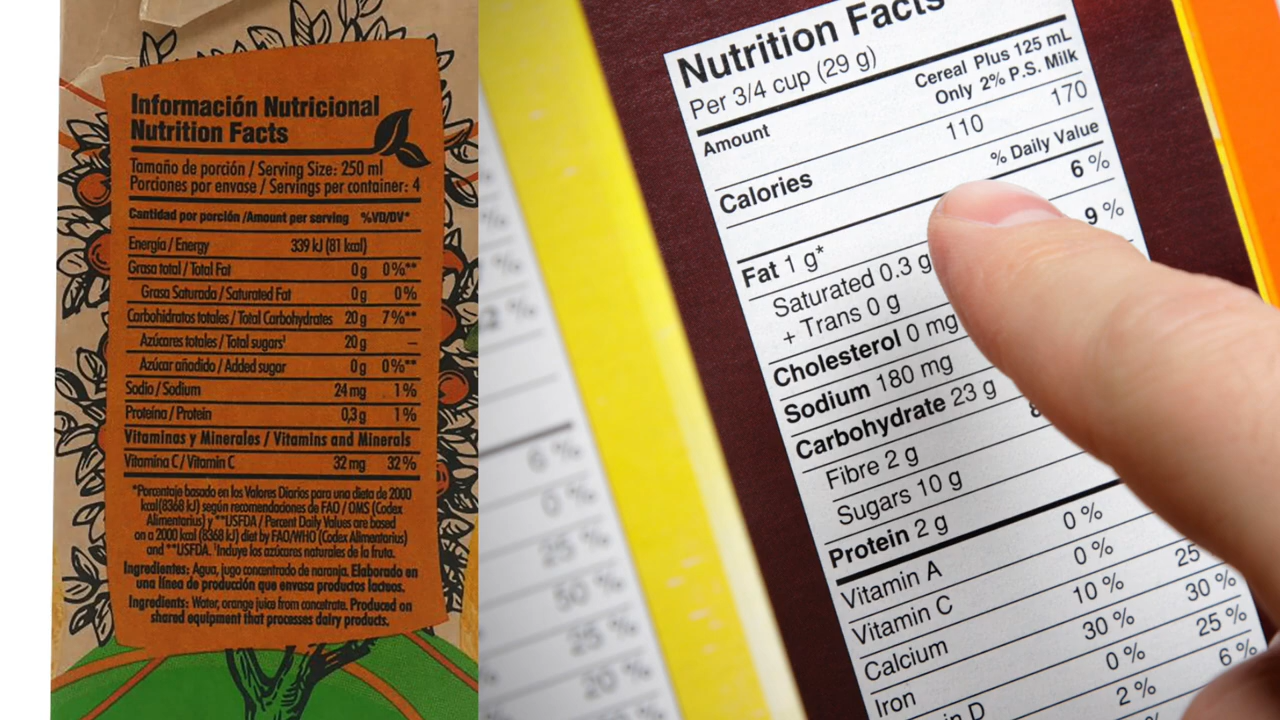 Información Nutricional
Nutrition Facts
Tamaño de porción / Serving Size: 250 ml
Porciones por envase / Servings per container: 4
Cantidad por porción /Amount per serving %VD/DV*
Energía / Energy 339 kJ (81 kcal)
Grasa total / Total Fat 0 g 0%**
Grasa Saturada / Saturated Fat 0 g 0%
Carbohidratos totales / Total Carbohydrates 20 g 7%**
Azúcares totales / Total sugars¹ 20 g –
Azúcar añadido / Added sugar 0 g 0%**
Sodio / Sodium 24 mg 1%
Proteína / Protein 0,3 g 1%
Vitaminas y Minerales / Vitamins and Minerals
Vitamina C / Vitamin C 32 mg 32%
*Porcentaje basado en los Valores Diarios para una dieta de 2000
kcal(8368 kJ) según recomendaciones de FAO / OMS (Codex
Alimentarius) y **USFDA / Percent Daily Values are based
on a 2000 kcal (8368 kJ) diet by FAO/WHO (Codex Alimentarius)
and **USFDA. ¹Incluye los azúcares naturales de la fruta.
Ingredientes: Agua, jugo concentrado de naranja. Elaborado en
una línea de producción que envasa productos lácteos.
Ingredients: Water, orange juice from concetrate. Produced on
shared equipment that processes dairy products.
Nutrition Facts
Per 3/4 cup (29 g)
Cereal Plus 125 mL
Only 2% P.S. Milk
Amount
Calories 110 170
% Daily Value
Fat 1 g* 6 %
Saturated 0.3 g 9 %
+ Trans 0 g
Cholesterol 0 mg
Sodium 180 mg
Carbohydrate 23 g
Fibre 2 g
Sugars 10 g
Protein 2 g
Vitamin A 0 %
Vitamin C 0 % 25
Calcium 10 % 30 %
Iron 30 % 25 %
0 % 6 %
2 %
6 %
0 %
25 %
50 %
25 %
20 %